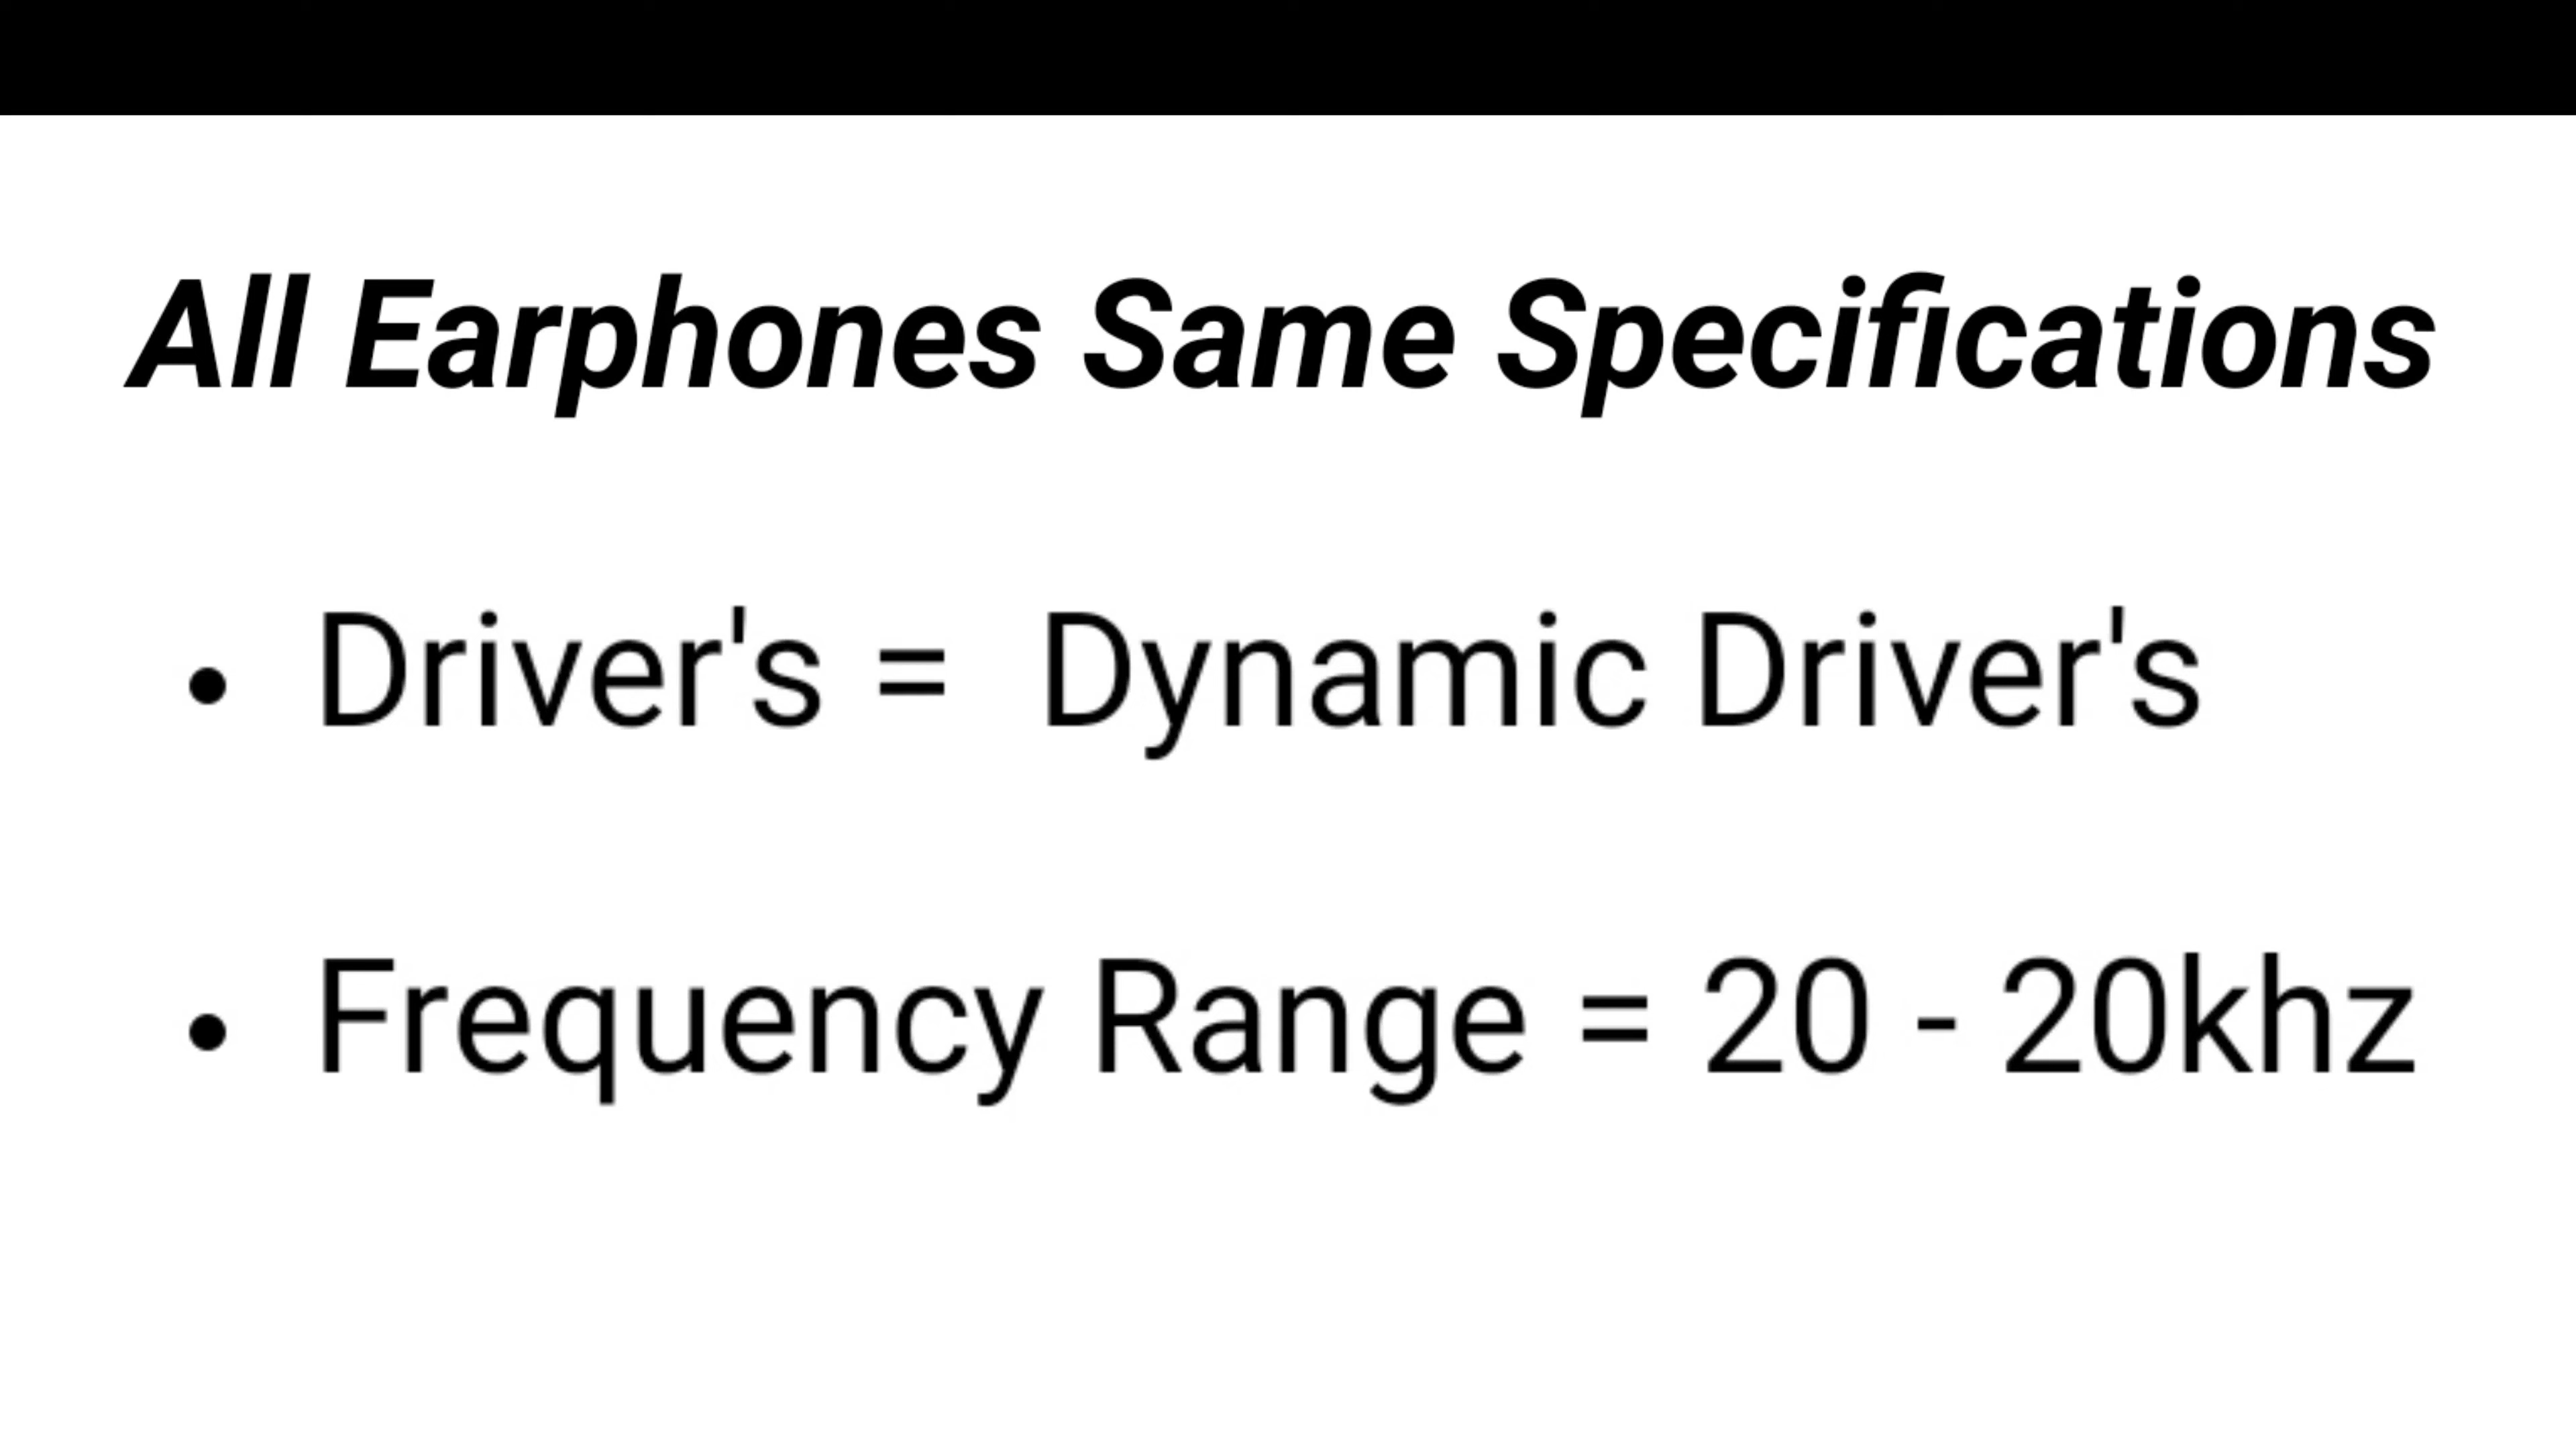 All Earphones Same Specifications
• Driver's = Dynamic Driver's
• Frequency Range = 20 - 20khz